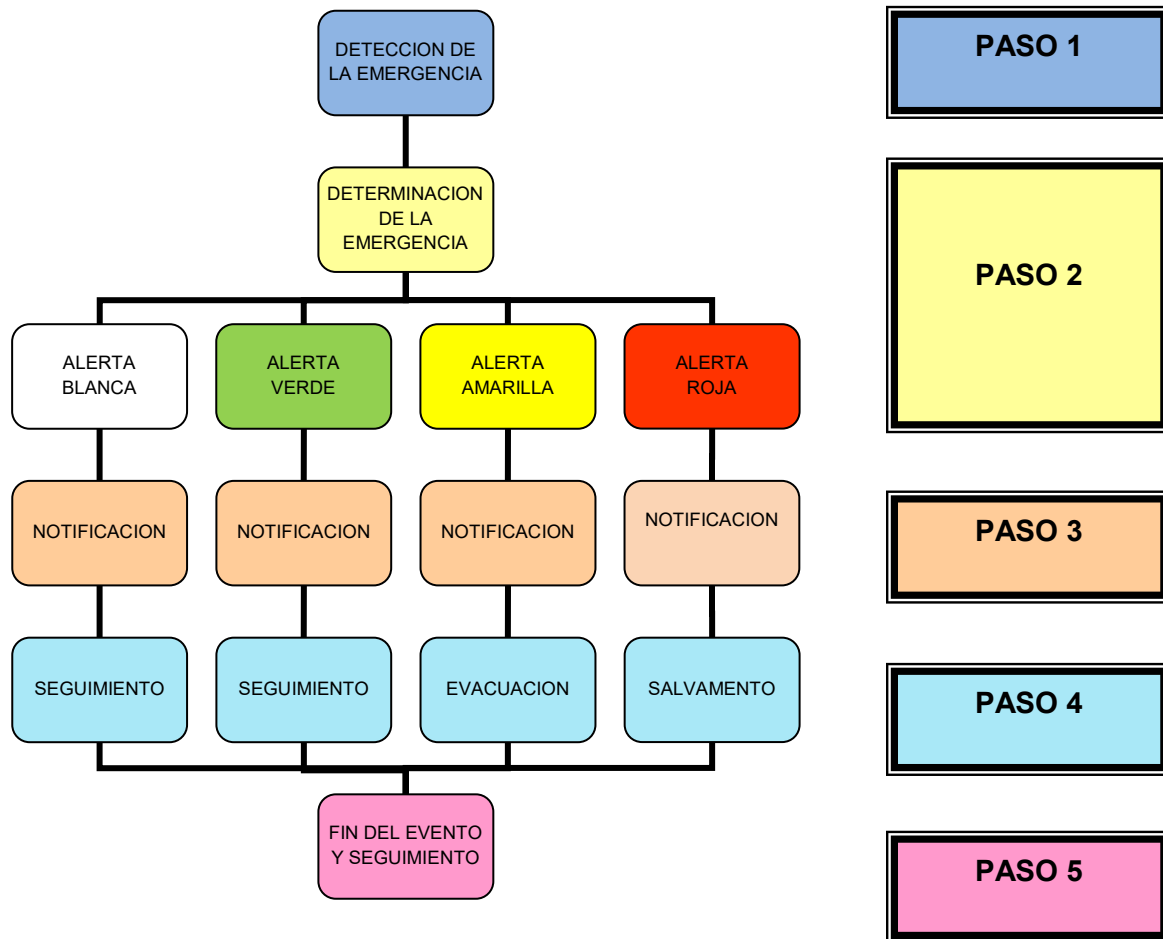 DETECCION DE
LA EMERGENCIA
PASO 1
DETERMINACION
DE LA
EMERGENCIA
PASO 2
ALERTA
BLANCA
ALERTA
VERDE
ALERTA
AMARILLA
ALERTA
ROJA
NOTIFICACION
NOTIFICACION
NOTIFICACION
NOTIFICACION
PASO 3
SEGUIMIENTO
SEGUIMIENTO
EVACUACION
SALVAMENTO
PASO 4
FIN DEL EVENTO
Y SEGUIMIENTO
PASO 5